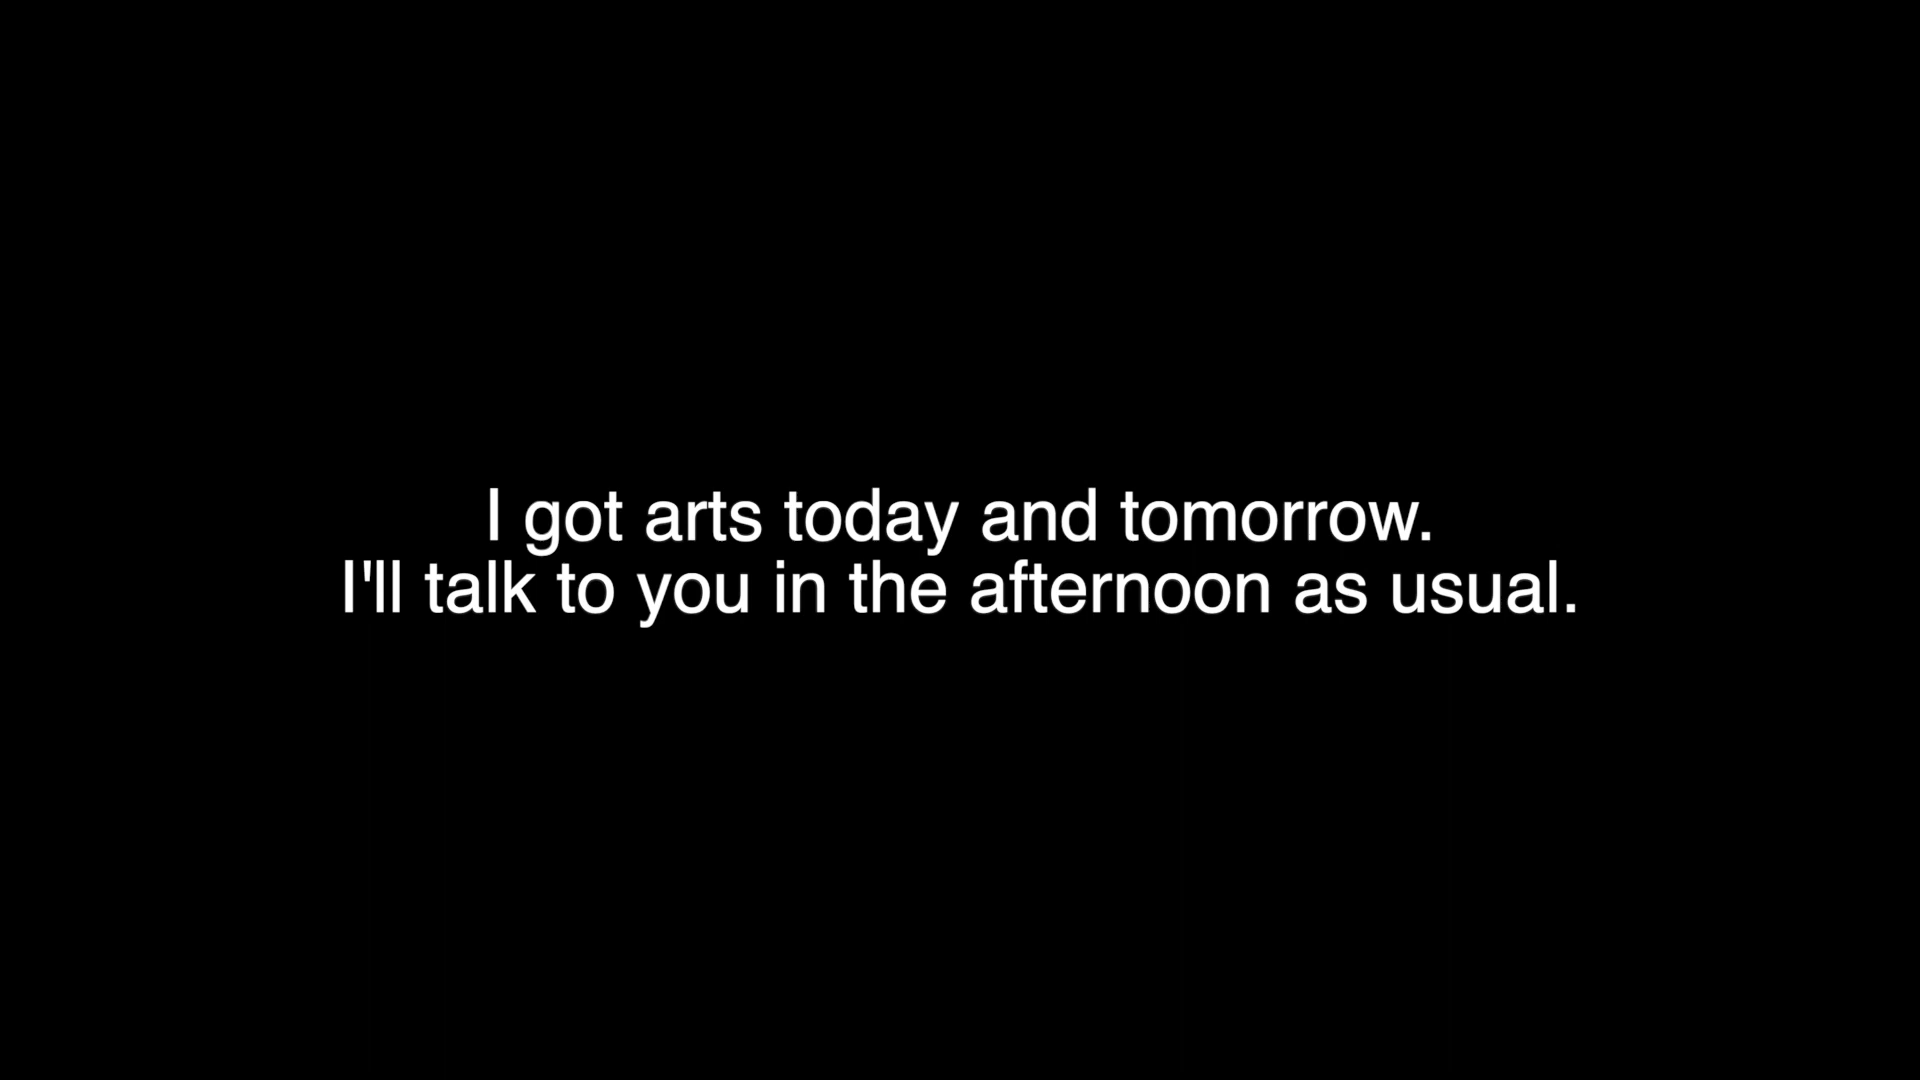 I got arts today and tomorrow.
I'll talk to you in the afternoon as usual.